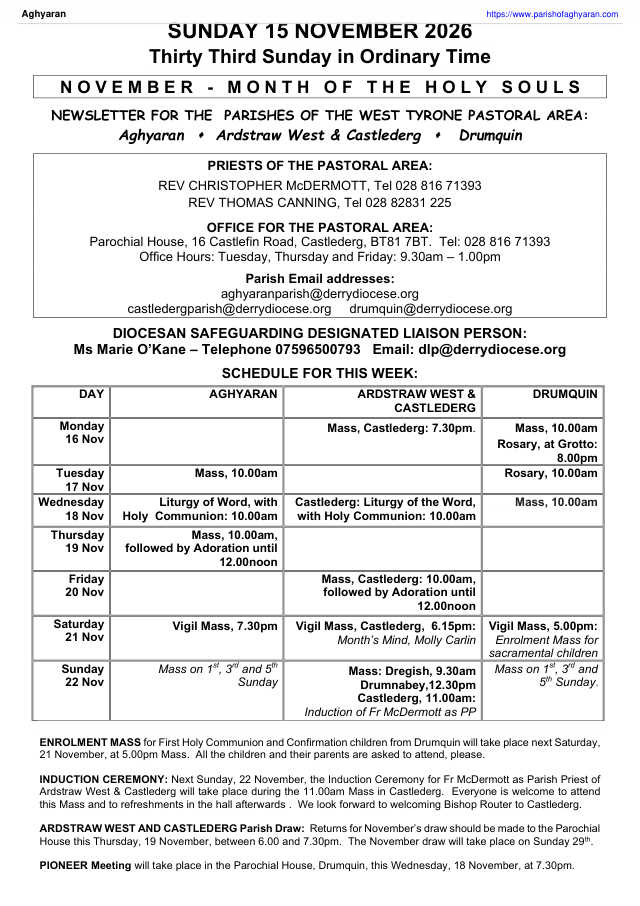 Aghyaran
https://www.parishofaghyaran.com
SUNDAY 15 NOVEMBER 2026
Thirty Third Sunday in Ordinary Time
NOVEMBER - MONTH OF THE HOLY SOULS
NEWSLETTER FOR THE PARISHES OF THE WEST TYRONE PASTORAL AREA:
Aghyaran ♦ Ardstraw West & Castlederg ♦ Drumquin
PRIESTS OF THE PASTORAL AREA:
REV CHRISTOPHER McDERMOTT, Tel 028 816 71393
REV THOMAS CANNING, Tel 028 82831 225
OFFICE FOR THE PASTORAL AREA:
Parochial House, 16 Castlefin Road, Castlederg, BT81 7BT. Tel: 028 816 71393
Office Hours: Tuesday, Thursday and Friday: 9.30am – 1.00pm
Parish Email addresses:
aghyaranparish@derrydiocese.org
castledergparish@derrydiocese.org drumquin@derrydiocese.org
DIOCESAN SAFEGUARDING DESIGNATED LIAISON PERSON:
Ms Marie O'Kane – Telephone 07596500793 Email: dlp@derrydiocese.org
SCHEDULE FOR THIS WEEK:
DAY
AGHYARAN
ARDSTRAW WEST &
CASTLEDERG
DRUMQUIN
Monday
16 Nov
Mass, Castlederg: 7.30pm.
Mass, 10.00am
Rosary, at Grotto:
8.00pm
Tuesday
17 Nov
Mass, 10.00am
Rosary, 10.00am
Wednesday
18 Nov
Liturgy of Word, with
Holy Communion: 10.00am
Castlederg: Liturgy of the Word,
with Holy Communion: 10.00am
Mass, 10.00am
Thursday
19 Nov
Mass, 10.00am,
followed by Adoration until
12.00noon
Friday
20 Nov
Mass, Castlederg: 10.00am,
followed by Adoration until
12.00noon
Saturday
21 Nov
Vigil Mass, 7.30pm
Vigil Mass, Castlederg, 6.15pm:
Month's Mind, Molly Carlin
Vigil Mass, 5.00pm:
Enrolment Mass for
sacramental children
Sunday
22 Nov
Mass on 1st, 3rd and 5th
Sunday
Mass: Dregish, 9.30am
Drumnabey,12.30pm
Castlederg, 11.00am:
Induction of Fr McDermott as PP
Mass on 1st, 3rd and
5th Sunday.
ENROLMENT MASS for First Holy Communion and Confirmation children from Drumquin will take place next Saturday,
21 November, at 5.00pm Mass. All the children and their parents are asked to attend, please.
INDUCTION CEREMONY: Next Sunday, 22 November, the Induction Ceremony for Fr McDermott as Parish Priest of
Ardstraw West & Castlederg will take place during the 11.00am Mass in Castlederg. Everyone is welcome to attend
this Mass and to refreshments in the hall afterwards . We look forward to welcoming Bishop Router to Castlederg.
ARDSTRAW WEST AND CASTLEDERG Parish Draw: Returns for November's draw should be made to the Parochial
House this Thursday, 19 November, between 6.00 and 7.30pm. The November draw will take place on Sunday 29th.
PIONEER Meeting will take place in the Parochial House, Drumquin, this Wednesday, 18 November, at 7.30pm.